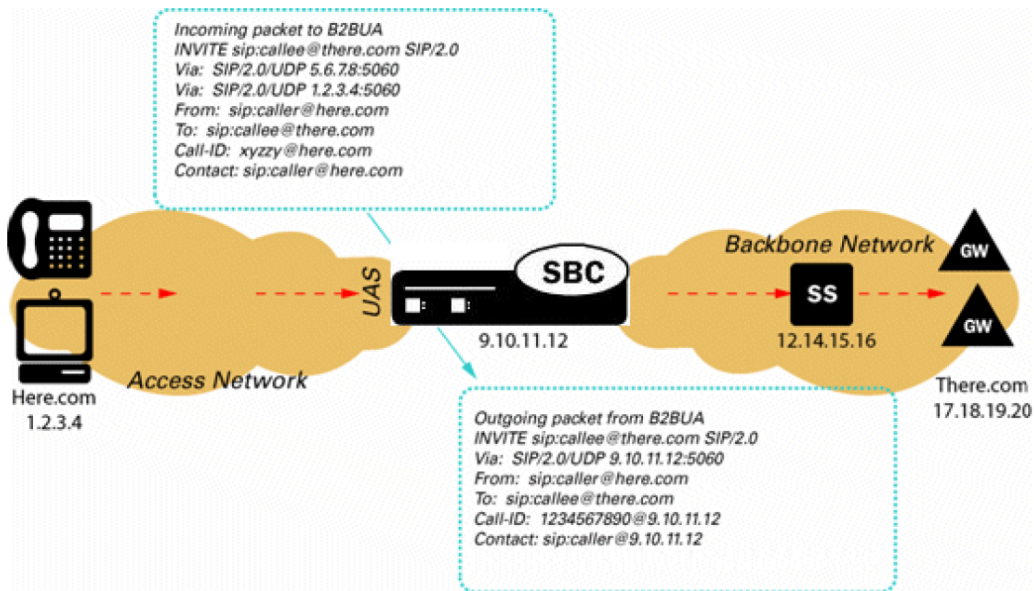 Incoming packet to B2BUA
INVITE sip:callee@there.com SIP/2.0
Via: SIP/2.0/UDP 5.6.7.8:5060
Via: SIP/2.0/UDP 1.2.3.4:5060
From: sip:caller@here.com
To: sip:callee@there.com
Call-ID: xyzzy@here.com
Contact: sip:caller@here.com
Backbone Network
GW
UAS
SBC
SS
GW
9.10.11.12
12.14.15.16
Access Network
Here.com
1.2.3.4
There.com
17.18.19.20
Outgoing packet from B2BUA
INVITE sip:callee@there.com SIP/2.0
Via: SIP/2.0/UDP 9.10.11.12:5060
From: sip:caller@here.com
To: sip:callee@there.com
Call-ID: 1234567890@9.10.11.12
Contact: sip:caller@9.10.11.12